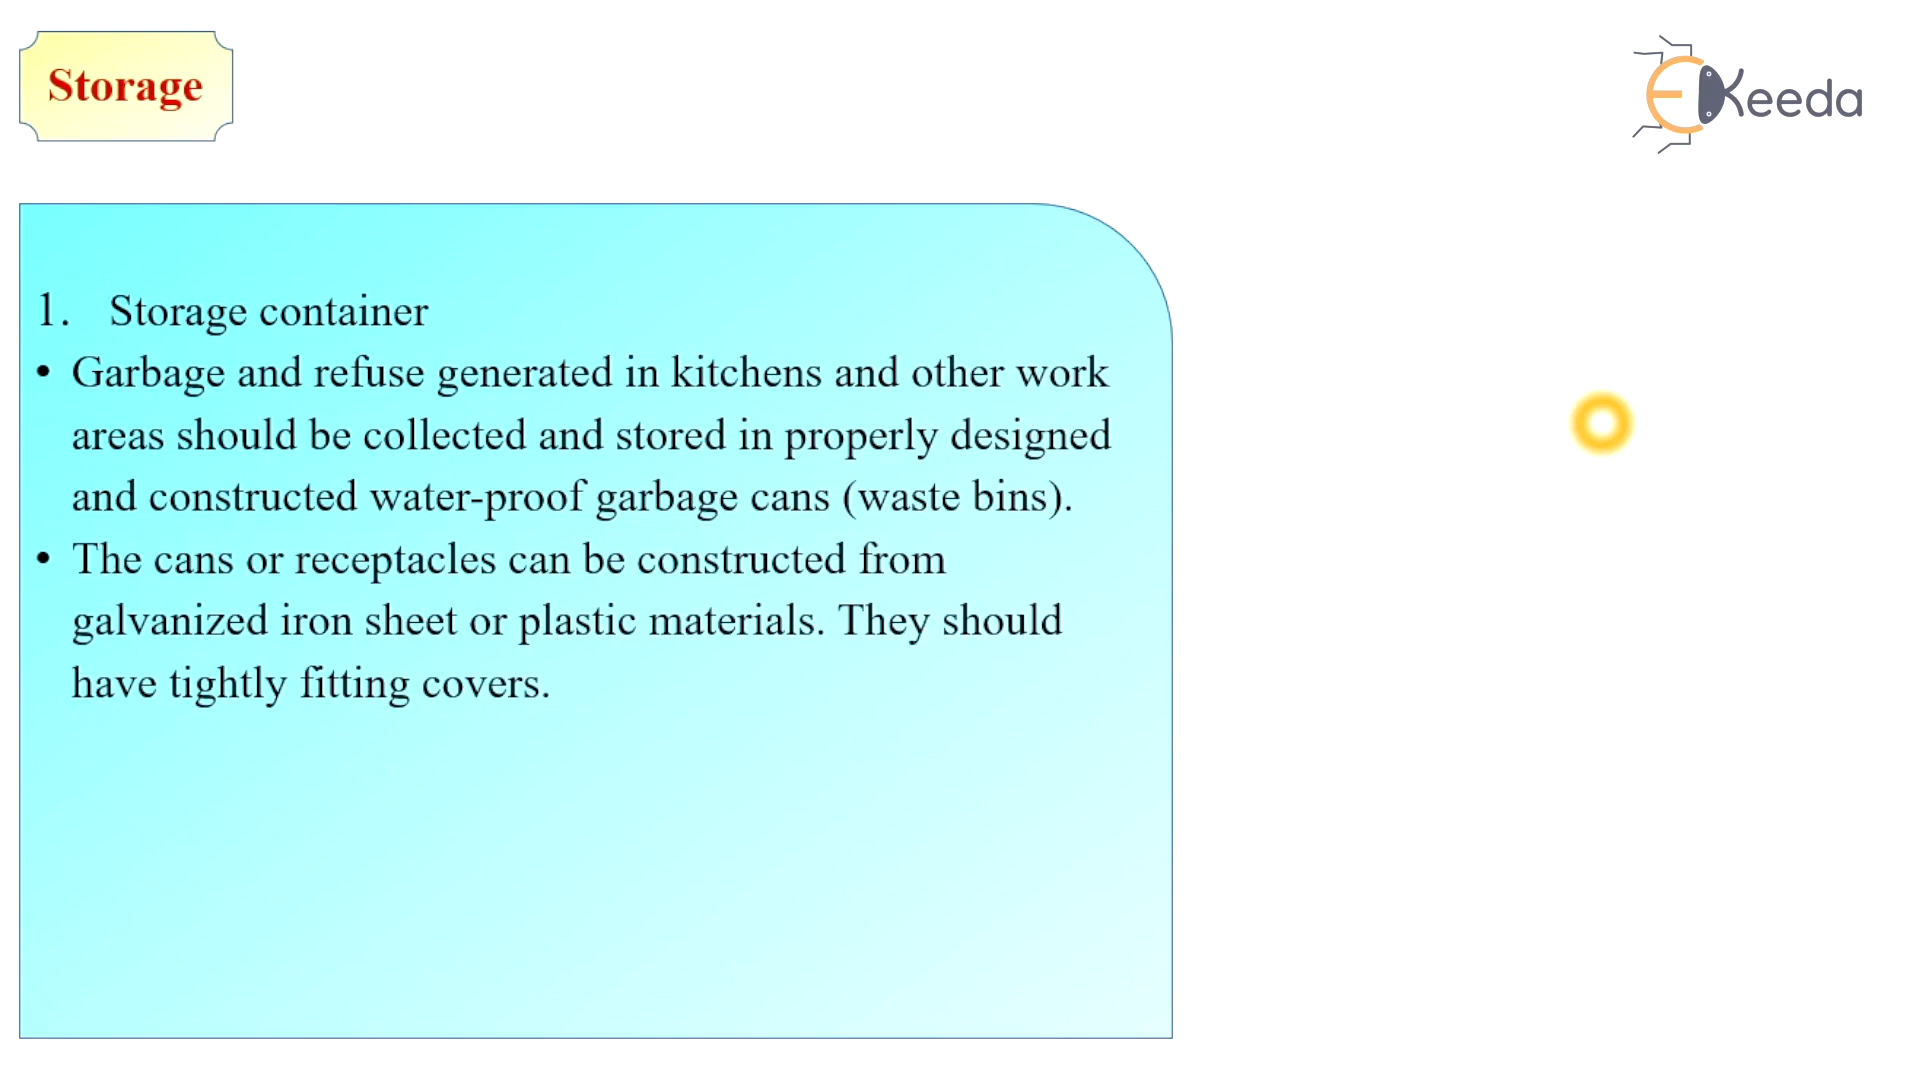 Storage
EKeeda
1. Storage container
• Garbage and refuse generated in kitchens and other work
areas should be collected and stored in properly designed
and constructed water-proof garbage cans (waste bins).
• The cans or receptacles can be constructed from
galvanized iron sheet or plastic materials. They should
have tightly fitting covers.